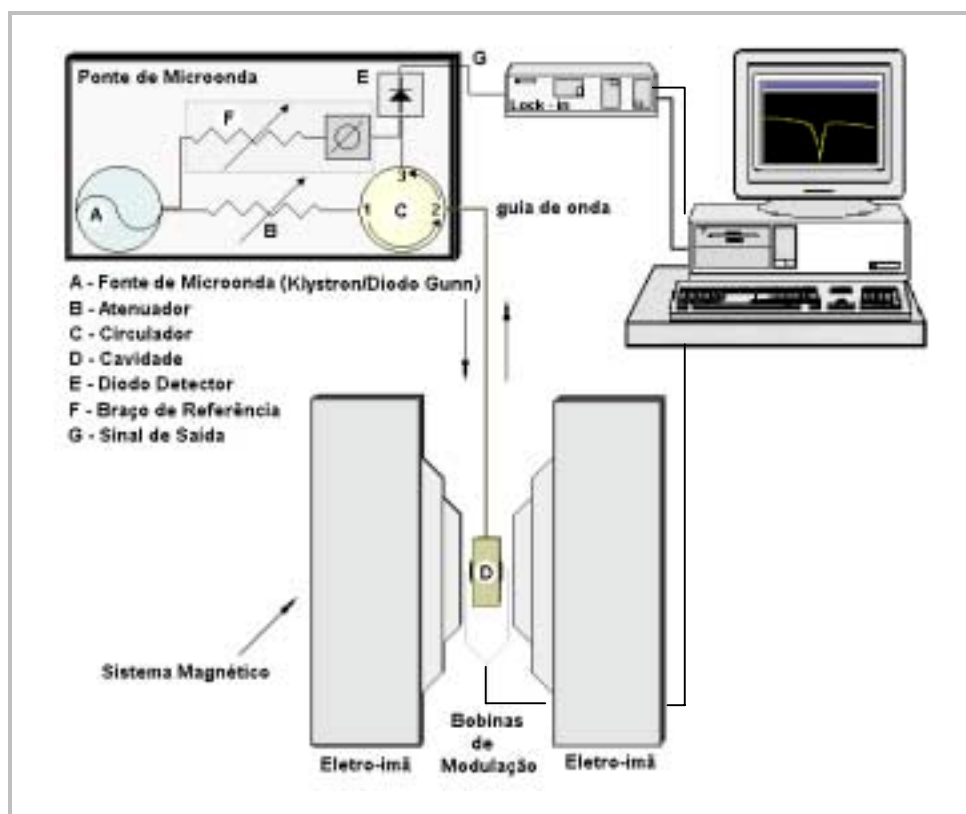 Ponte de Microonda
E
G
F
Lock - in
A
B
1
C
2
3
guia de onda
A - Fonte de Microonda (Klystron/Diodo Gunn)
B - Atenuador
C - Circulador
D - Cavidade
E - Diodo Detector
F - Braço de Referência
G - Sinal de Saída
D
Sistema Magnético
Bobinas
de
Modulação
Eletro-imã
Eletro-imã